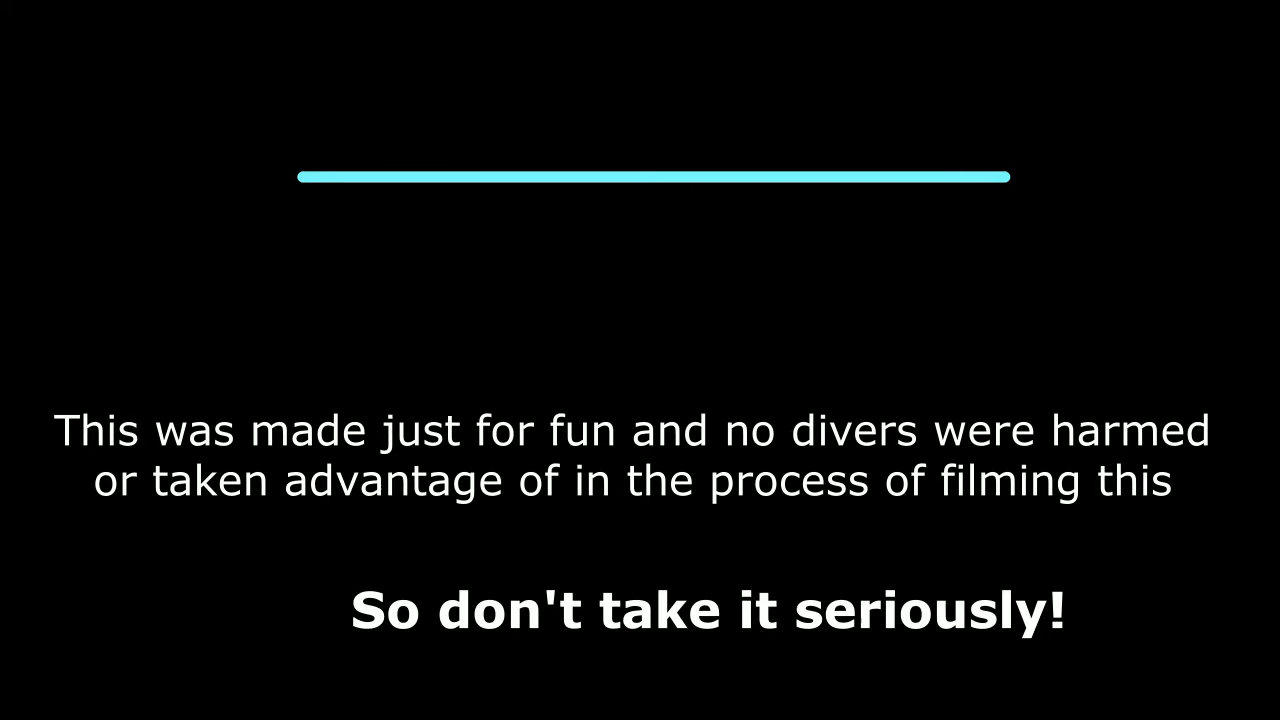 This was made just for fun and no divers were harmed
or taken advantage of in the process of filming this
So don't take it seriously!